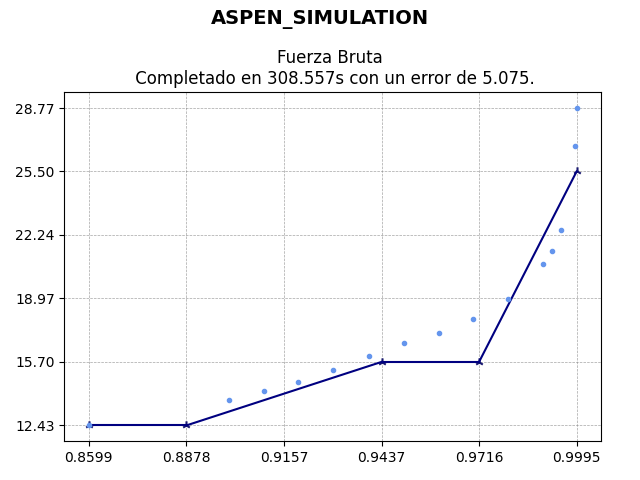 ASPEN_SIMULATION
Fuerza Bruta
Completado en 308.557s con un error de 5.075.
28.77
25.50
22.24
18.97
15.70
12.43
0.8599 0.8878 0.9157 0.9437 0.9716 0.9995